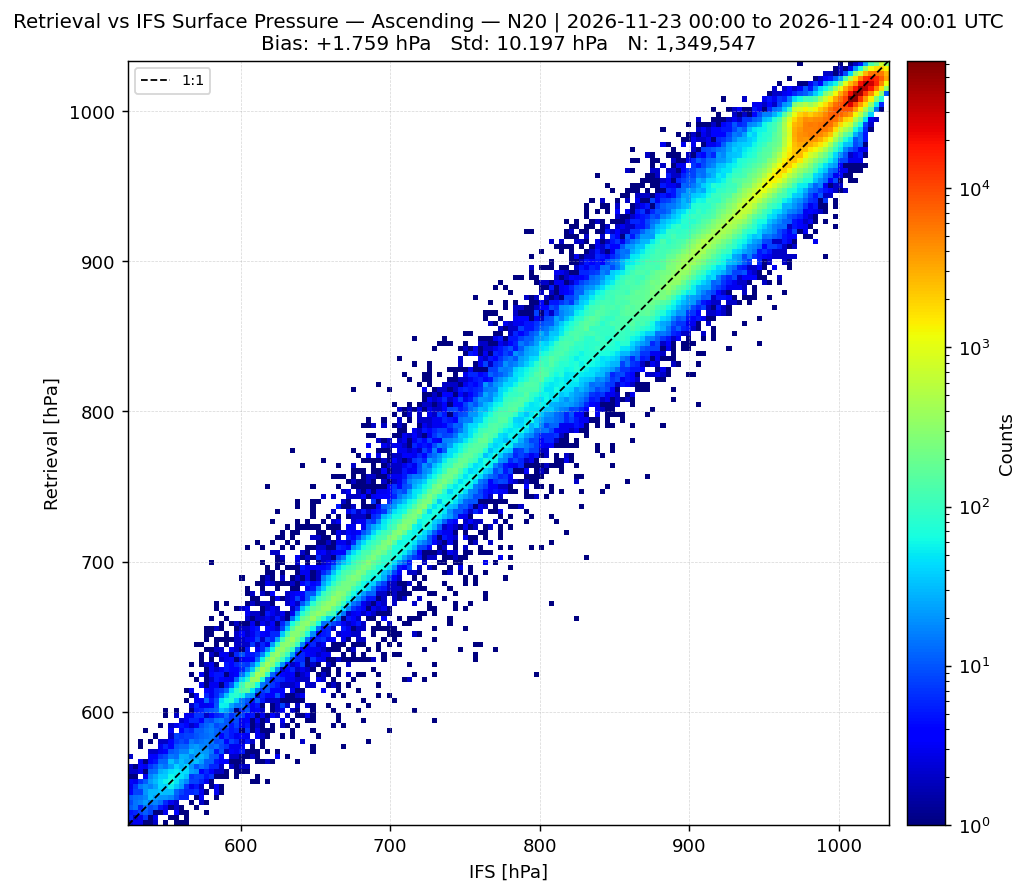 Retrieval vs IFS Surface Pressure — Ascending — N20 | 2026-11-23 00:00 to 2026-11-24 00:01 UTC
Bias: +1.759 hPa   Std: 10.197 hPa   N: 1,349,547
1:1
1000
900
800
700
600
Retrieval [hPa]
600 700 800 900 1000
IFS [hPa]
10⁴
10³
10²
10¹
10⁰
Counts